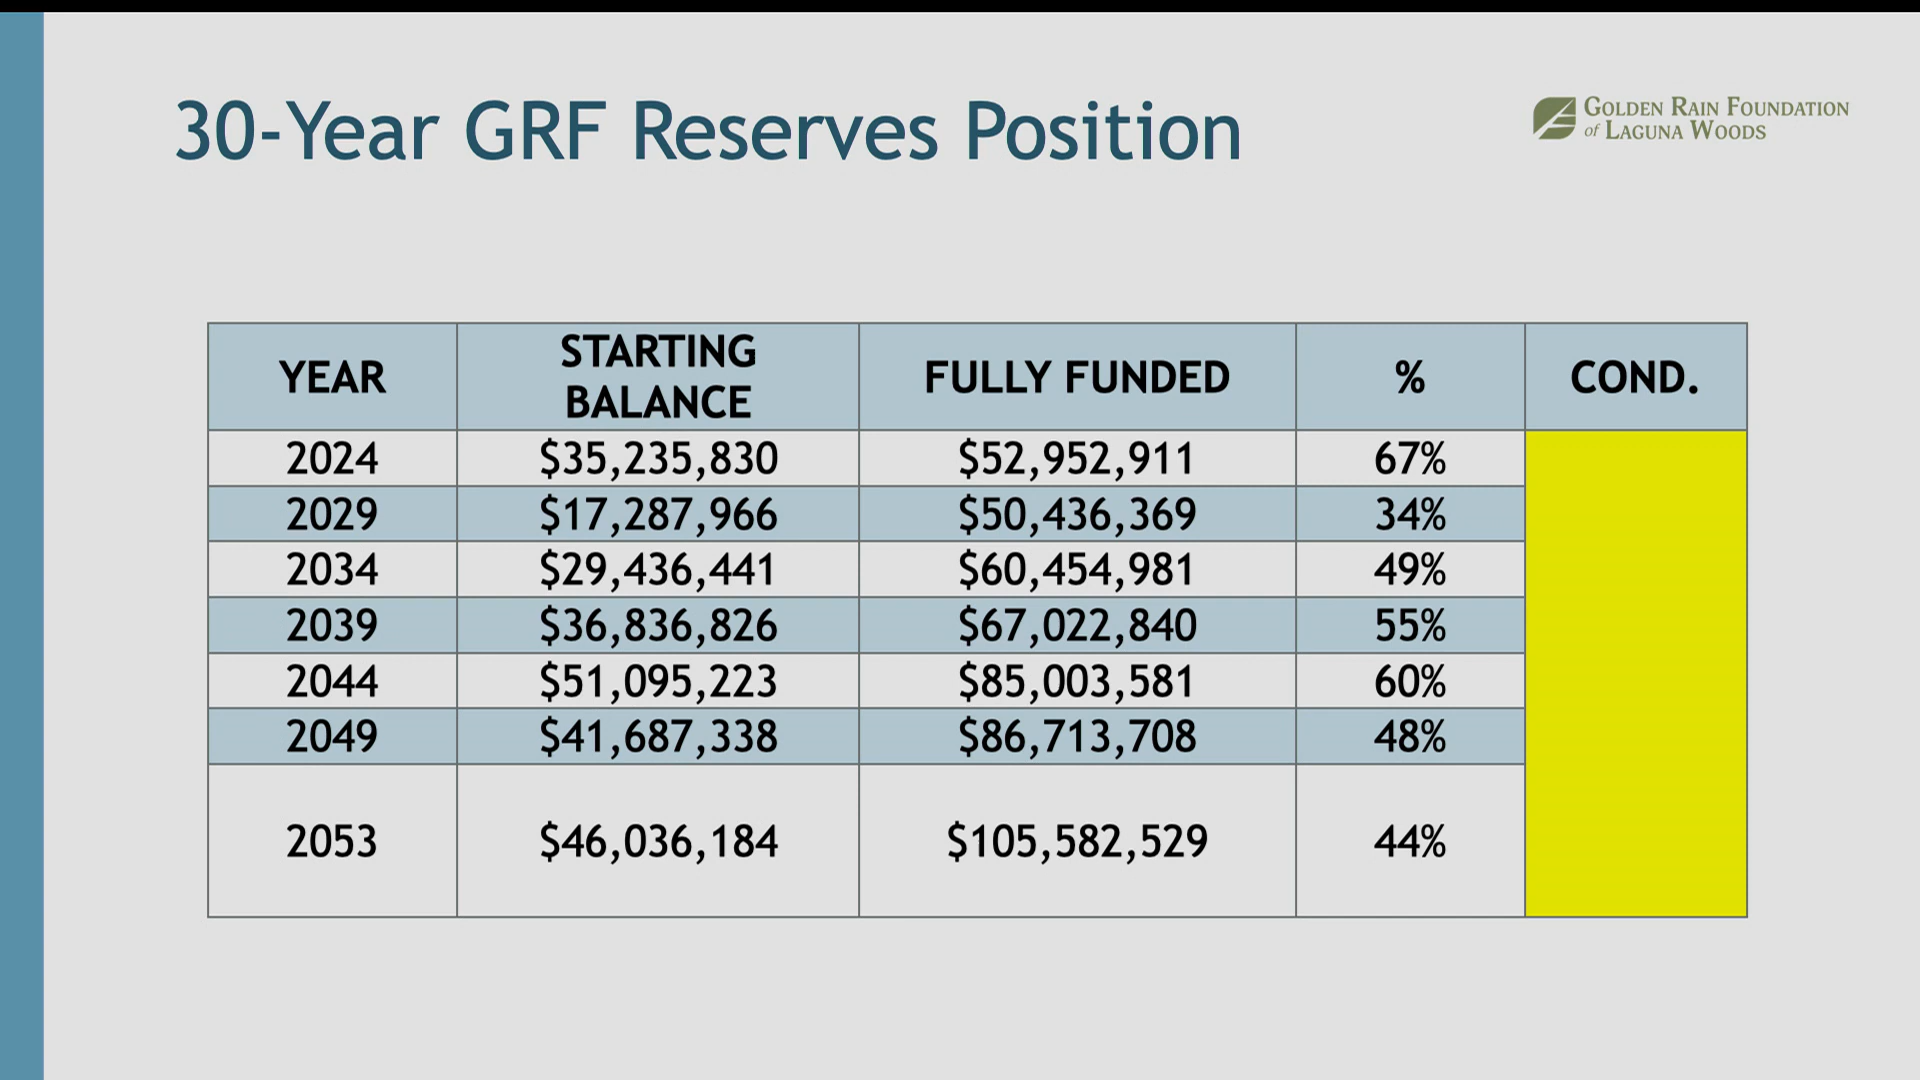 30-Year GRF Reserves Position
GOLDEN RAIN FOUNDATION
of LAGUNA WOODS
YEAR STARTING BALANCE FULLY FUNDED % COND.
2024 $35,235,830 $52,952,911 67%
2029 $17,287,966 $50,436,369 34%
2034 $29,436,441 $60,454,981 49%
2039 $36,836,826 $67,022,840 55%
2044 $51,095,223 $85,003,581 60%
2049 $41,687,338 $86,713,708 48%
2053 $46,036,184 $105,582,529 44%